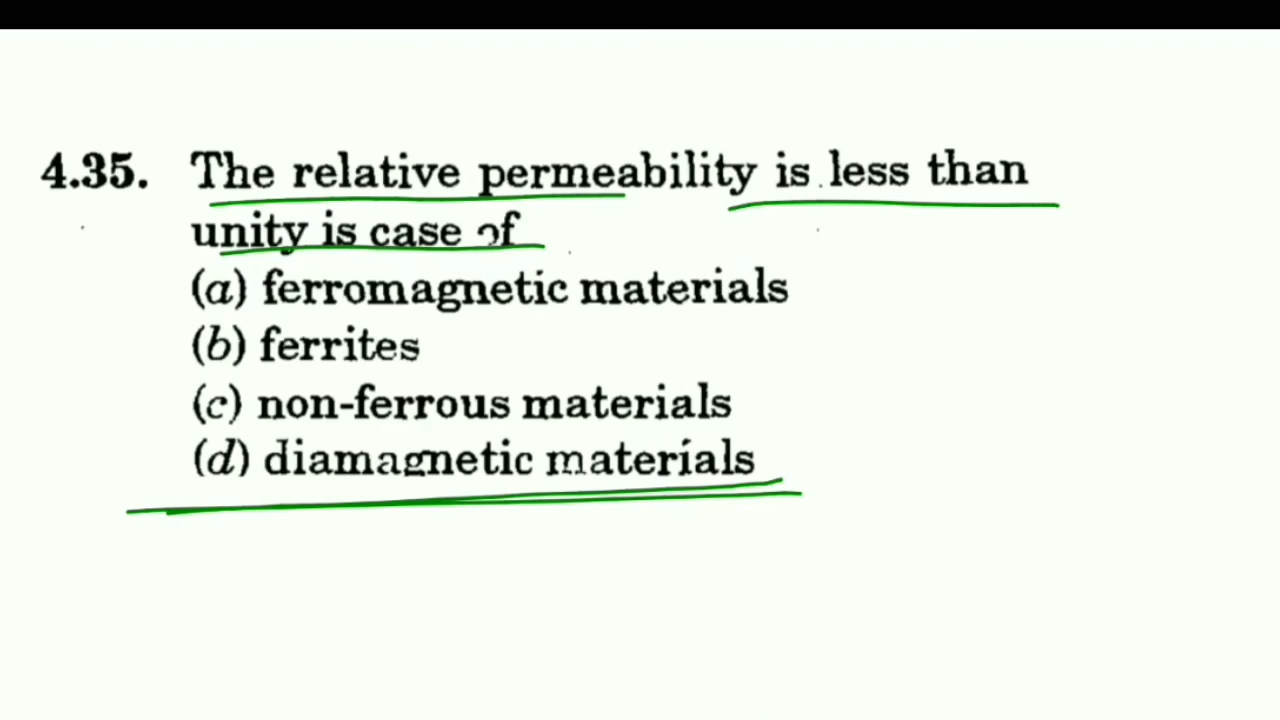 4.35. The relative permeability is less than
unity is case of
(a) ferromagnetic materials
(b) ferrites
(c) non-ferrous materials
(d) diamagnetic materials